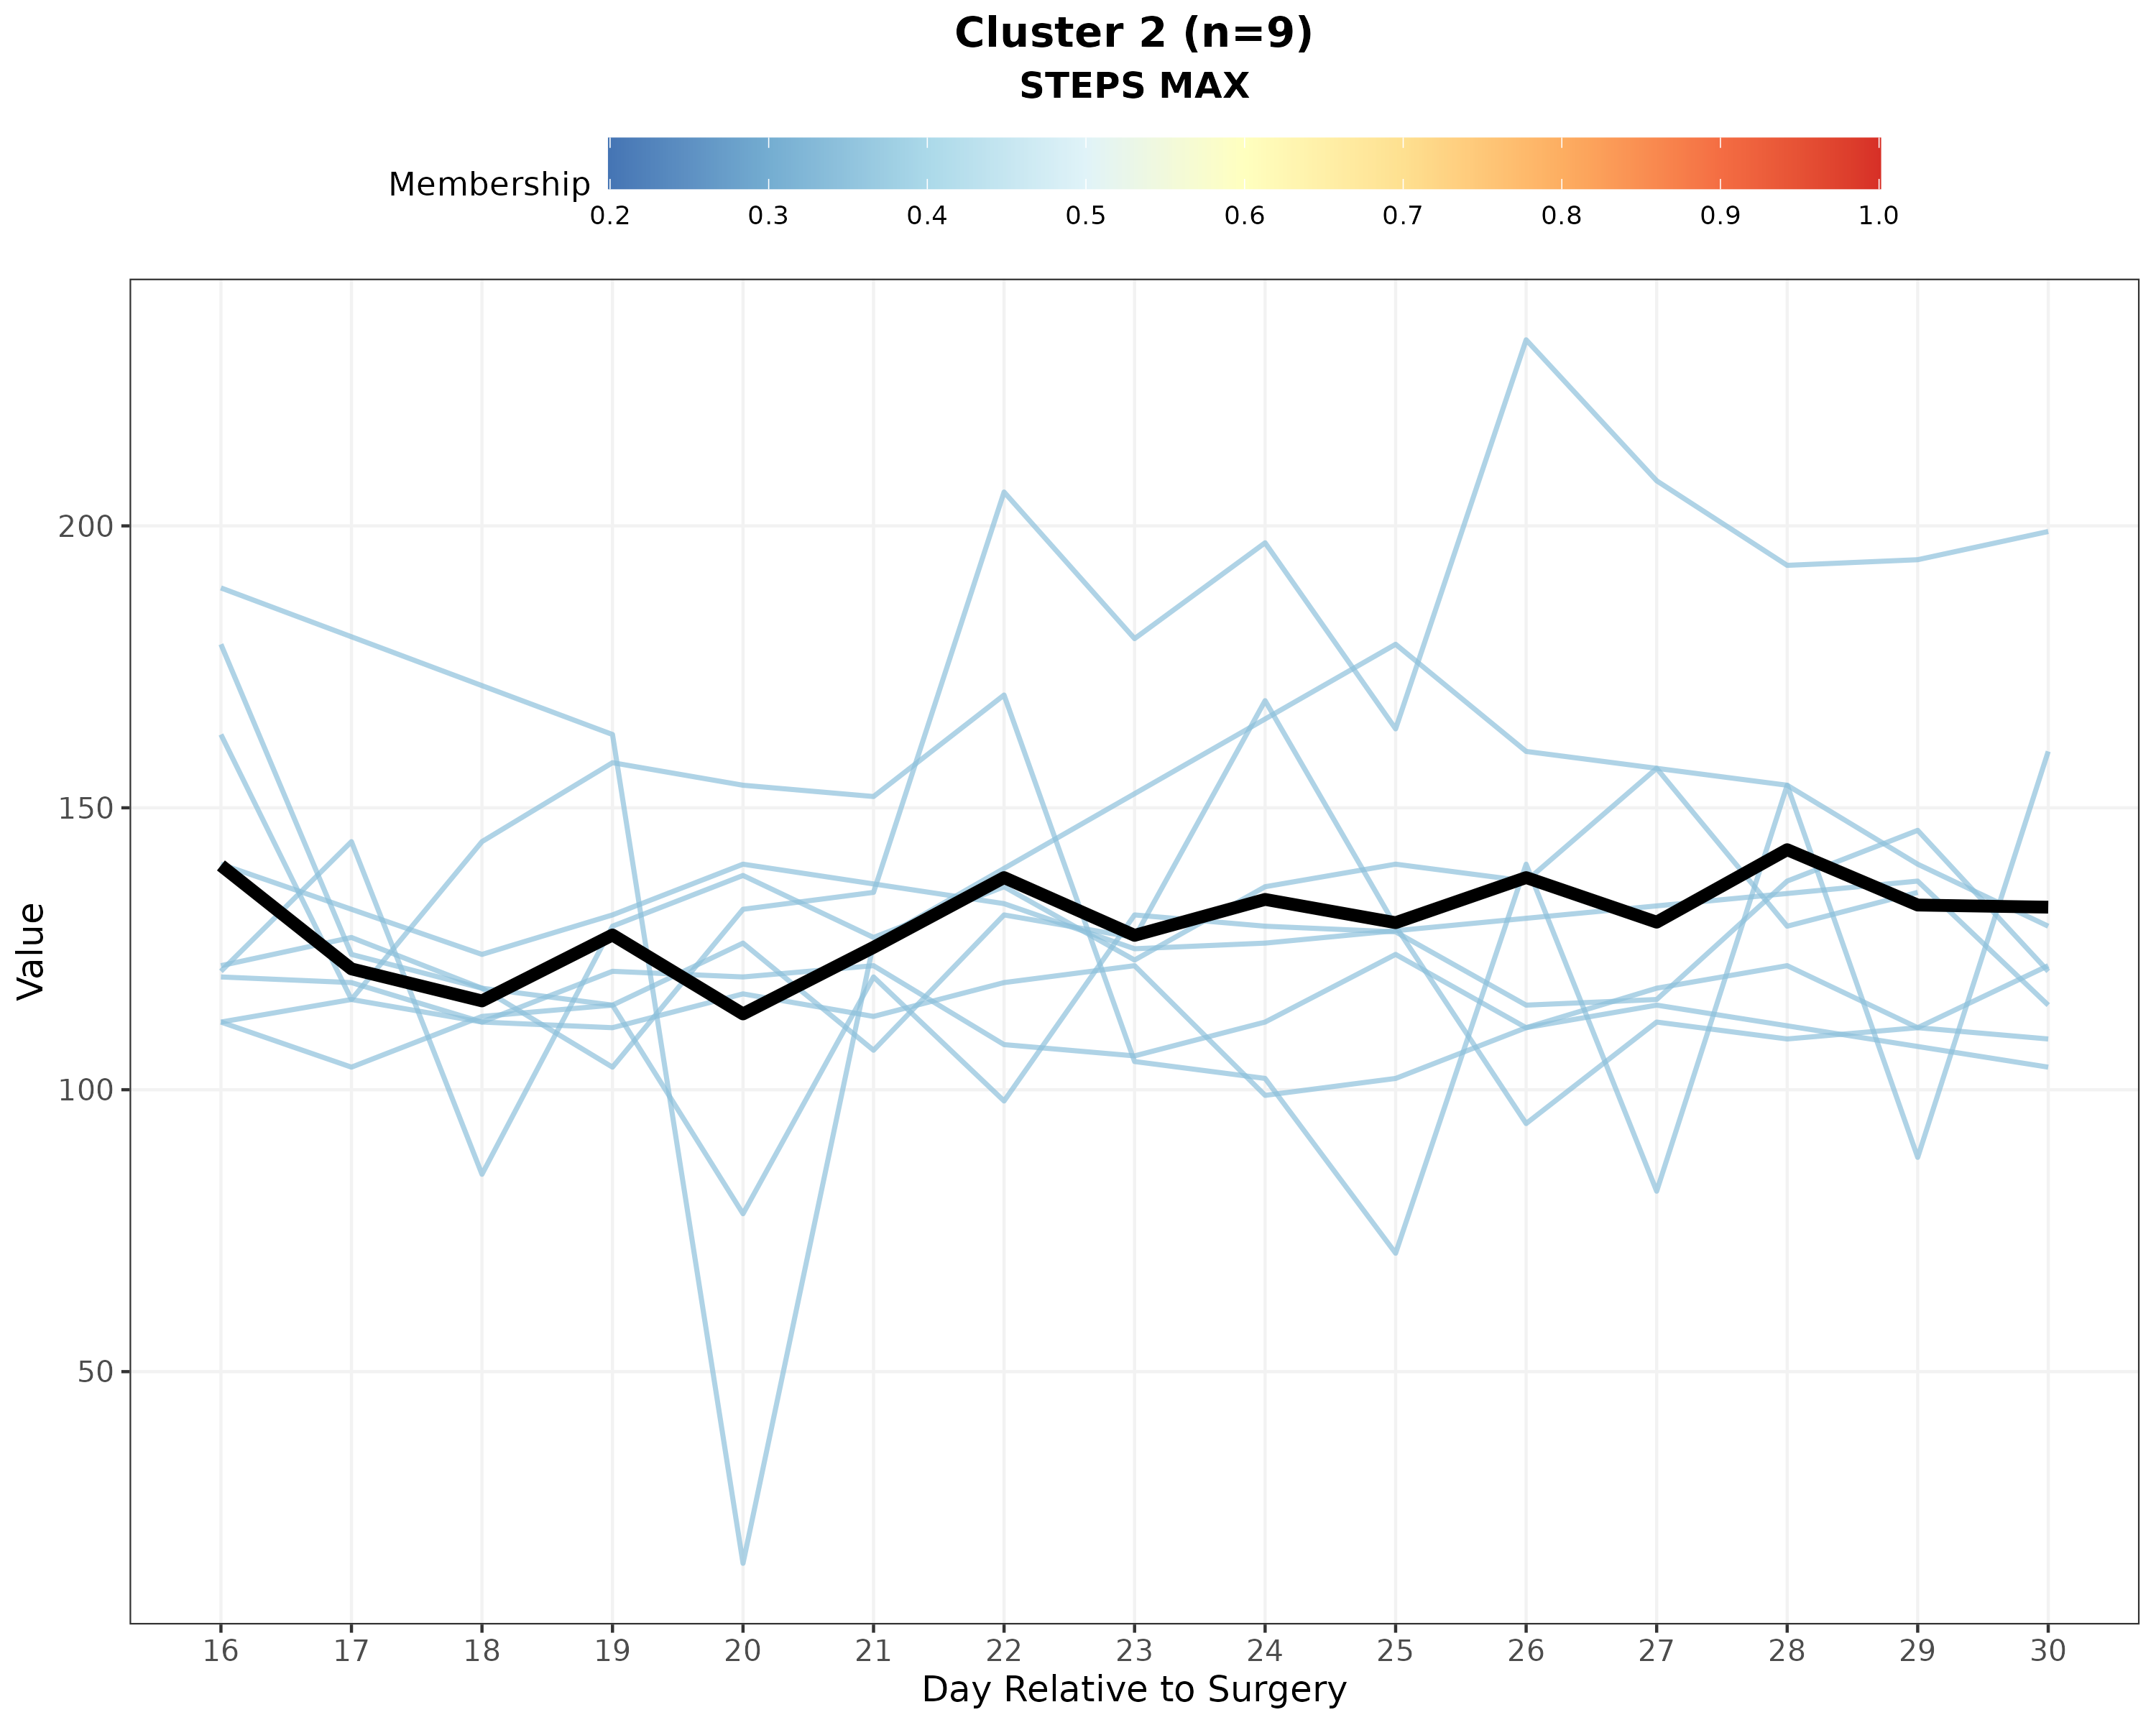 Cluster 2 (n=9)
STEPS MAX
Membership
0.2 0.3 0.4 0.5 0.6 0.7 0.8 0.9 1.0
Value
200
150
100
50
16 17 18 19 20 21 22 23 24 25 26 27 28 29 30
Day Relative to Surgery